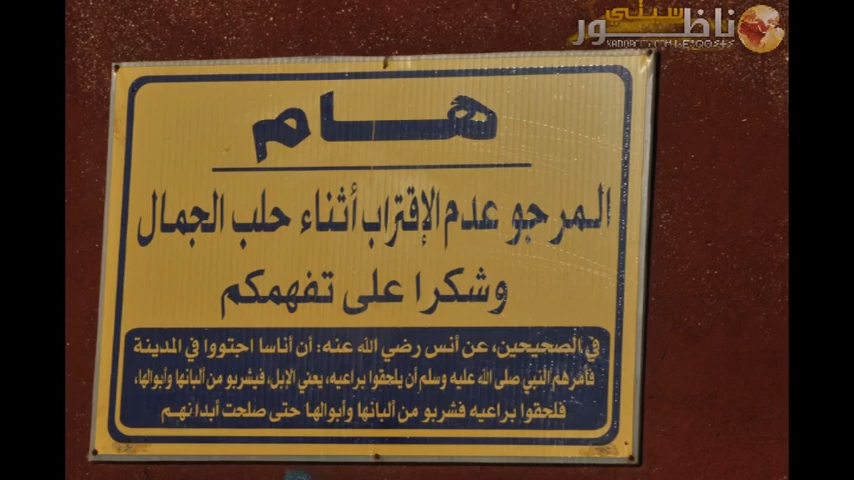 سيتي
ناظور
هام
المرجو عدم الإقتراب أثناء حلب الجمال
وشكرا على تفهمكم
في الصحيحين، عن أنس رضي الله عنه: أن أناسا اجتووا في المدينة
فأمرهم النبي صلى الله عليه وسلم أن يلحقوا براعيه، يعني الإبل، فيشربو من ألبانها وأبوالها،
فلحقوا براعيه فشربو من ألبانها وأبوالها حتى صلحت أبدانهم